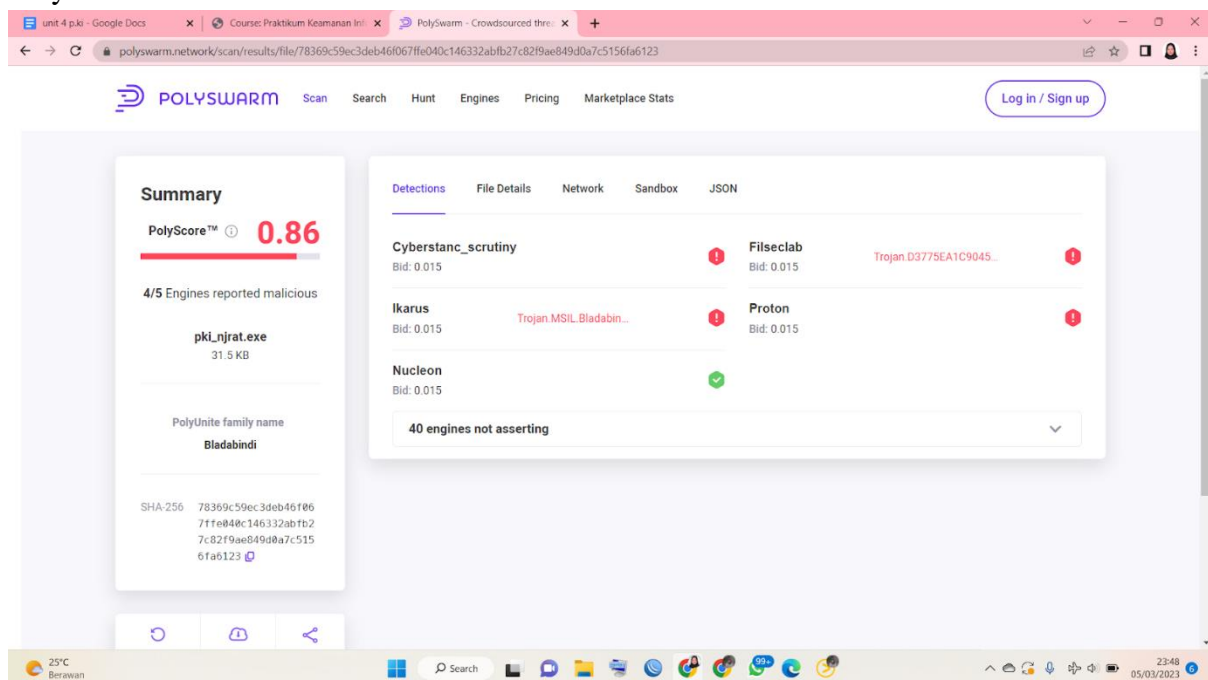 unit 4 p.ki - Google Docs
Course: Praktikum Keamanan Inf
PolySwarm - Crowdsourced thre
polyswarm.network/scan/results/file/78369c59ec3deb46f067ffe040c146332abfb27c82f9ae849d0a7c5156fa6123
POLYSWARM Scan Search Hunt Engines Pricing Marketplace Stats Log in / Sign up
Summary
PolyScore™ 0.86
4/5 Engines reported malicious
pki_njrat.exe
31.5 KB
PolyUnite family name
Bladabindi
SHA-256 78369c59ec3deb46f06
7ffe040c146332abfb2
7c82f9ae849d0a7c515
6fa6123
Detections File Details Network Sandbox JSON
Cyberstanc_scrutiny
Bid: 0.015
Filseclab
Bid: 0.015
Trojan.D3775EA1C9045...
Ikarus
Bid: 0.015
Trojan.MSIL.Bladabin...
Proton
Bid: 0.015
Nucleon
Bid: 0.015
40 engines not asserting
25°C
Berawan
Search
99+
23:48
05/03/2023
6